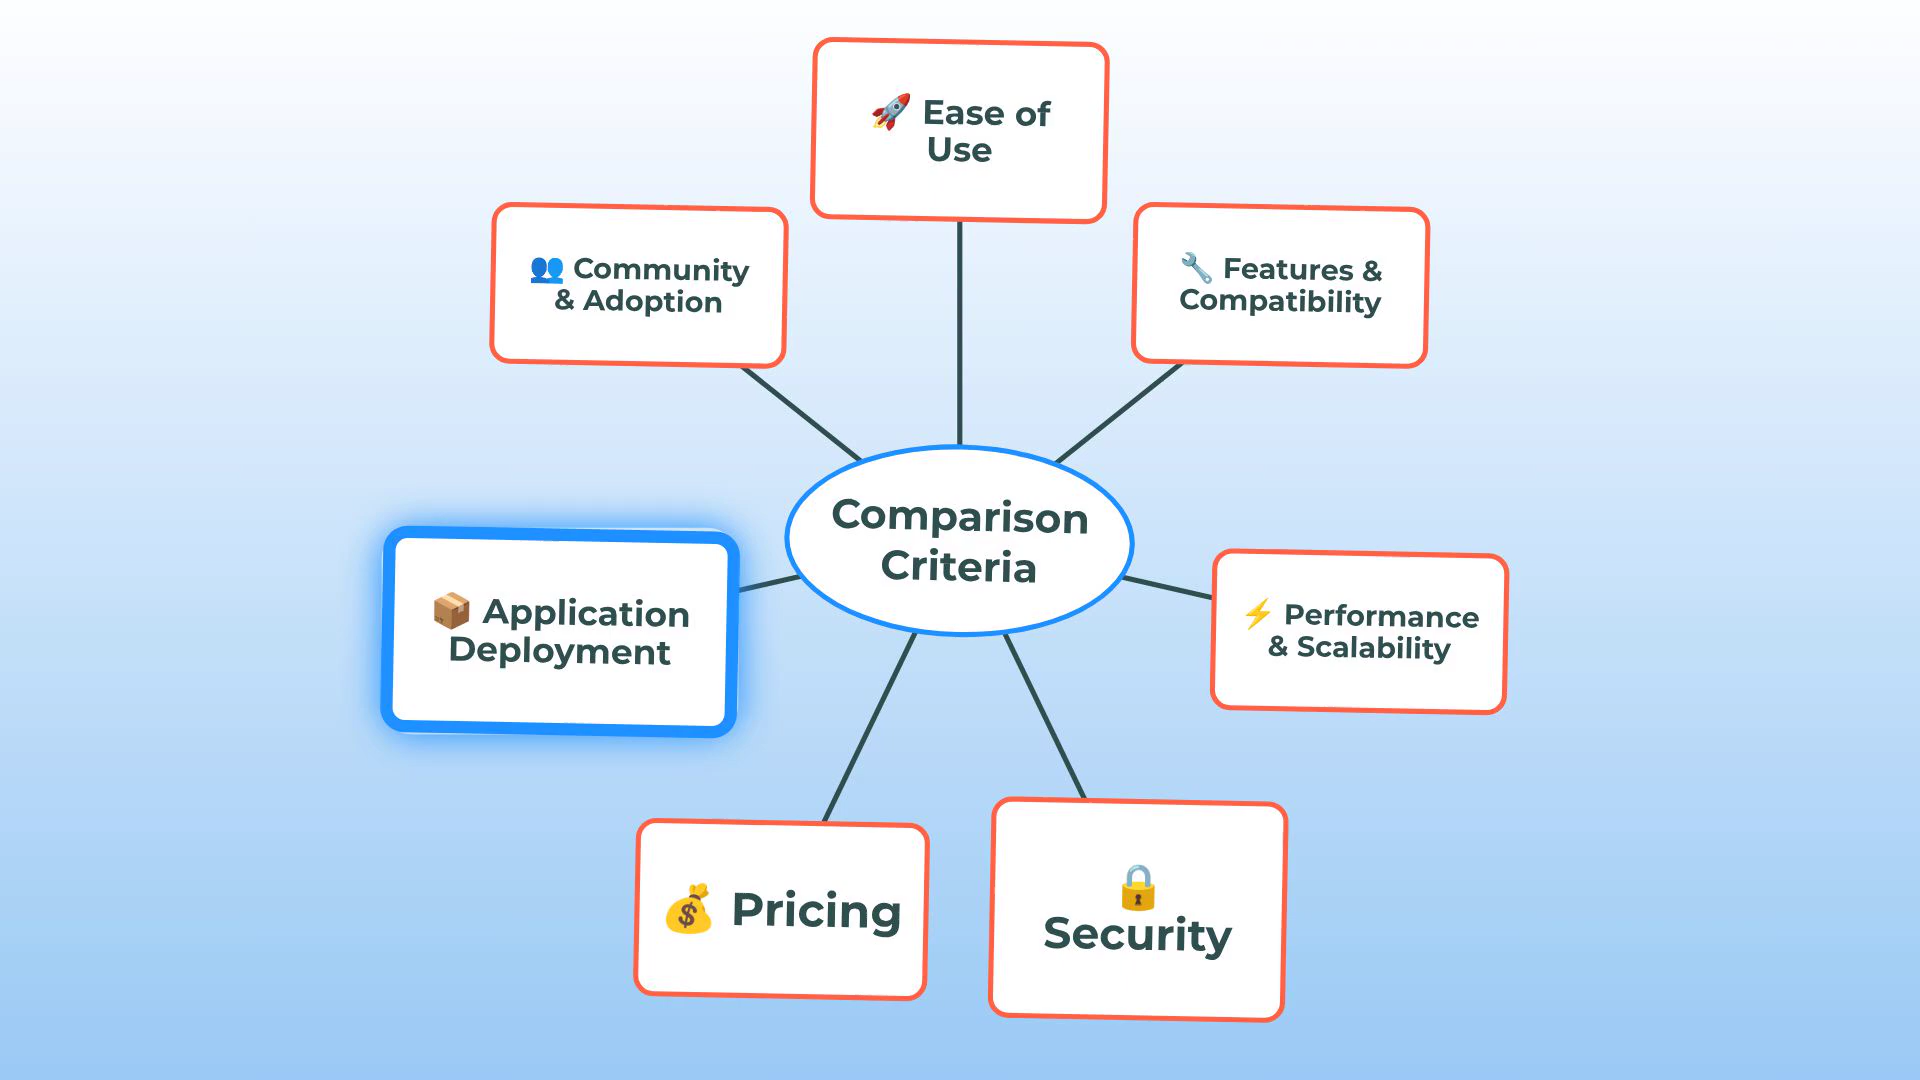 🚀 Ease of
Use
👥 Community
& Adoption
🔧 Features &
Compatibility
Comparison
Criteria
📦 Application
Deployment
⚡ Performance
& Scalability
💰 Pricing
🔒
Security